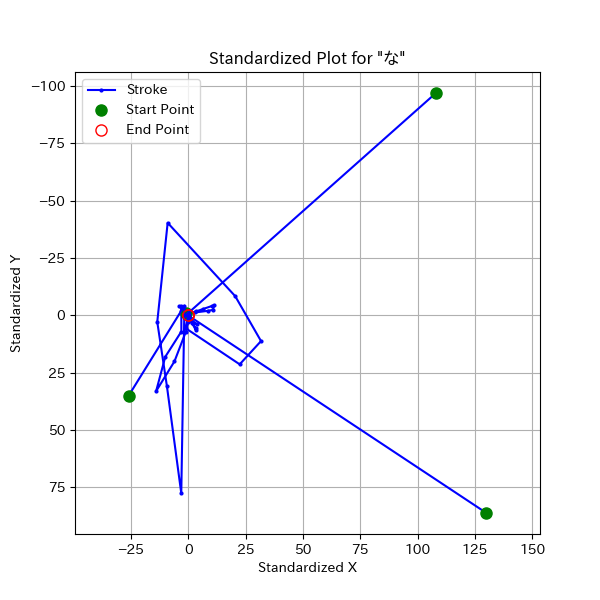 Standardized Plot for "な"
Stroke
Start Point
End Point
−100
−75
−50
−25
0
25
50
75
Standardized Y
−25 0 25 50 75 100 125 150
Standardized X